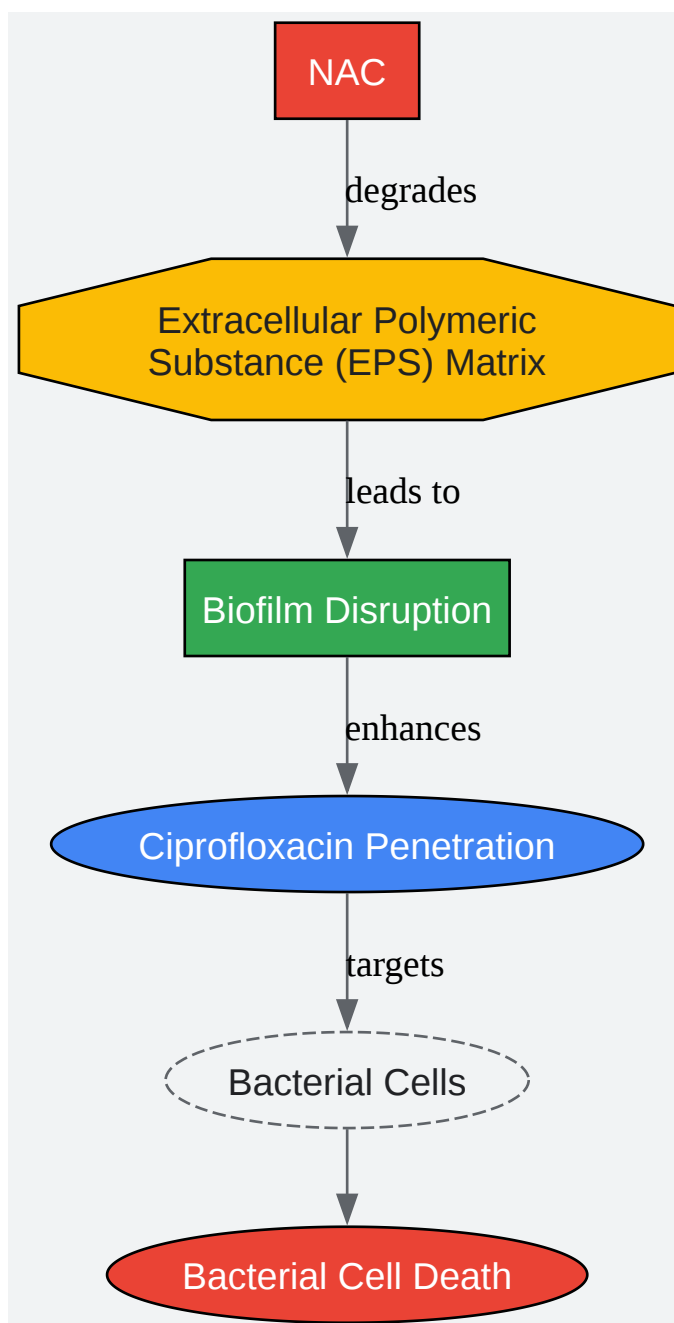 NAC
degrades
Extracellular Polymeric
Substance (EPS) Matrix
leads to
Biofilm Disruption
enhances
Ciprofloxacin Penetration
targets
Bacterial Cells
Bacterial Cell Death